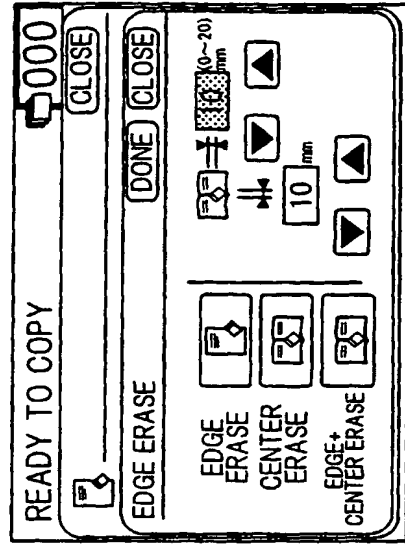 READY TO COPY
000
CLOSE
EDGE ERASE
DONE
CLOSE
EDGE
ERASE
CENTER
ERASE
EDGE+
CENTER ERASE
(0~20)
mm
10
mm